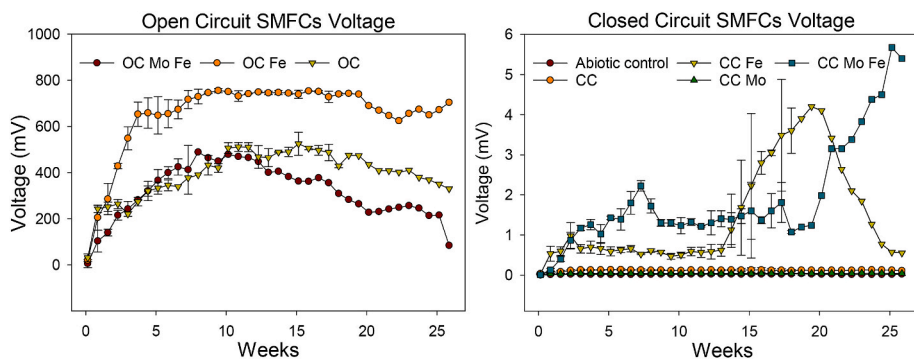 Open Circuit SMFCs Voltage
1000
800
600
400
200
0
Voltage (mV)
OC Mo Fe OC Fe OC
0 5 10 15 20 25
Weeks
Closed Circuit SMFCs Voltage
6
5
4
3
2
1
0
Voltage (mV)
Abiotic control CC Fe CC Mo Fe
CC CC Mo
0 5 10 15 20 25
Weeks